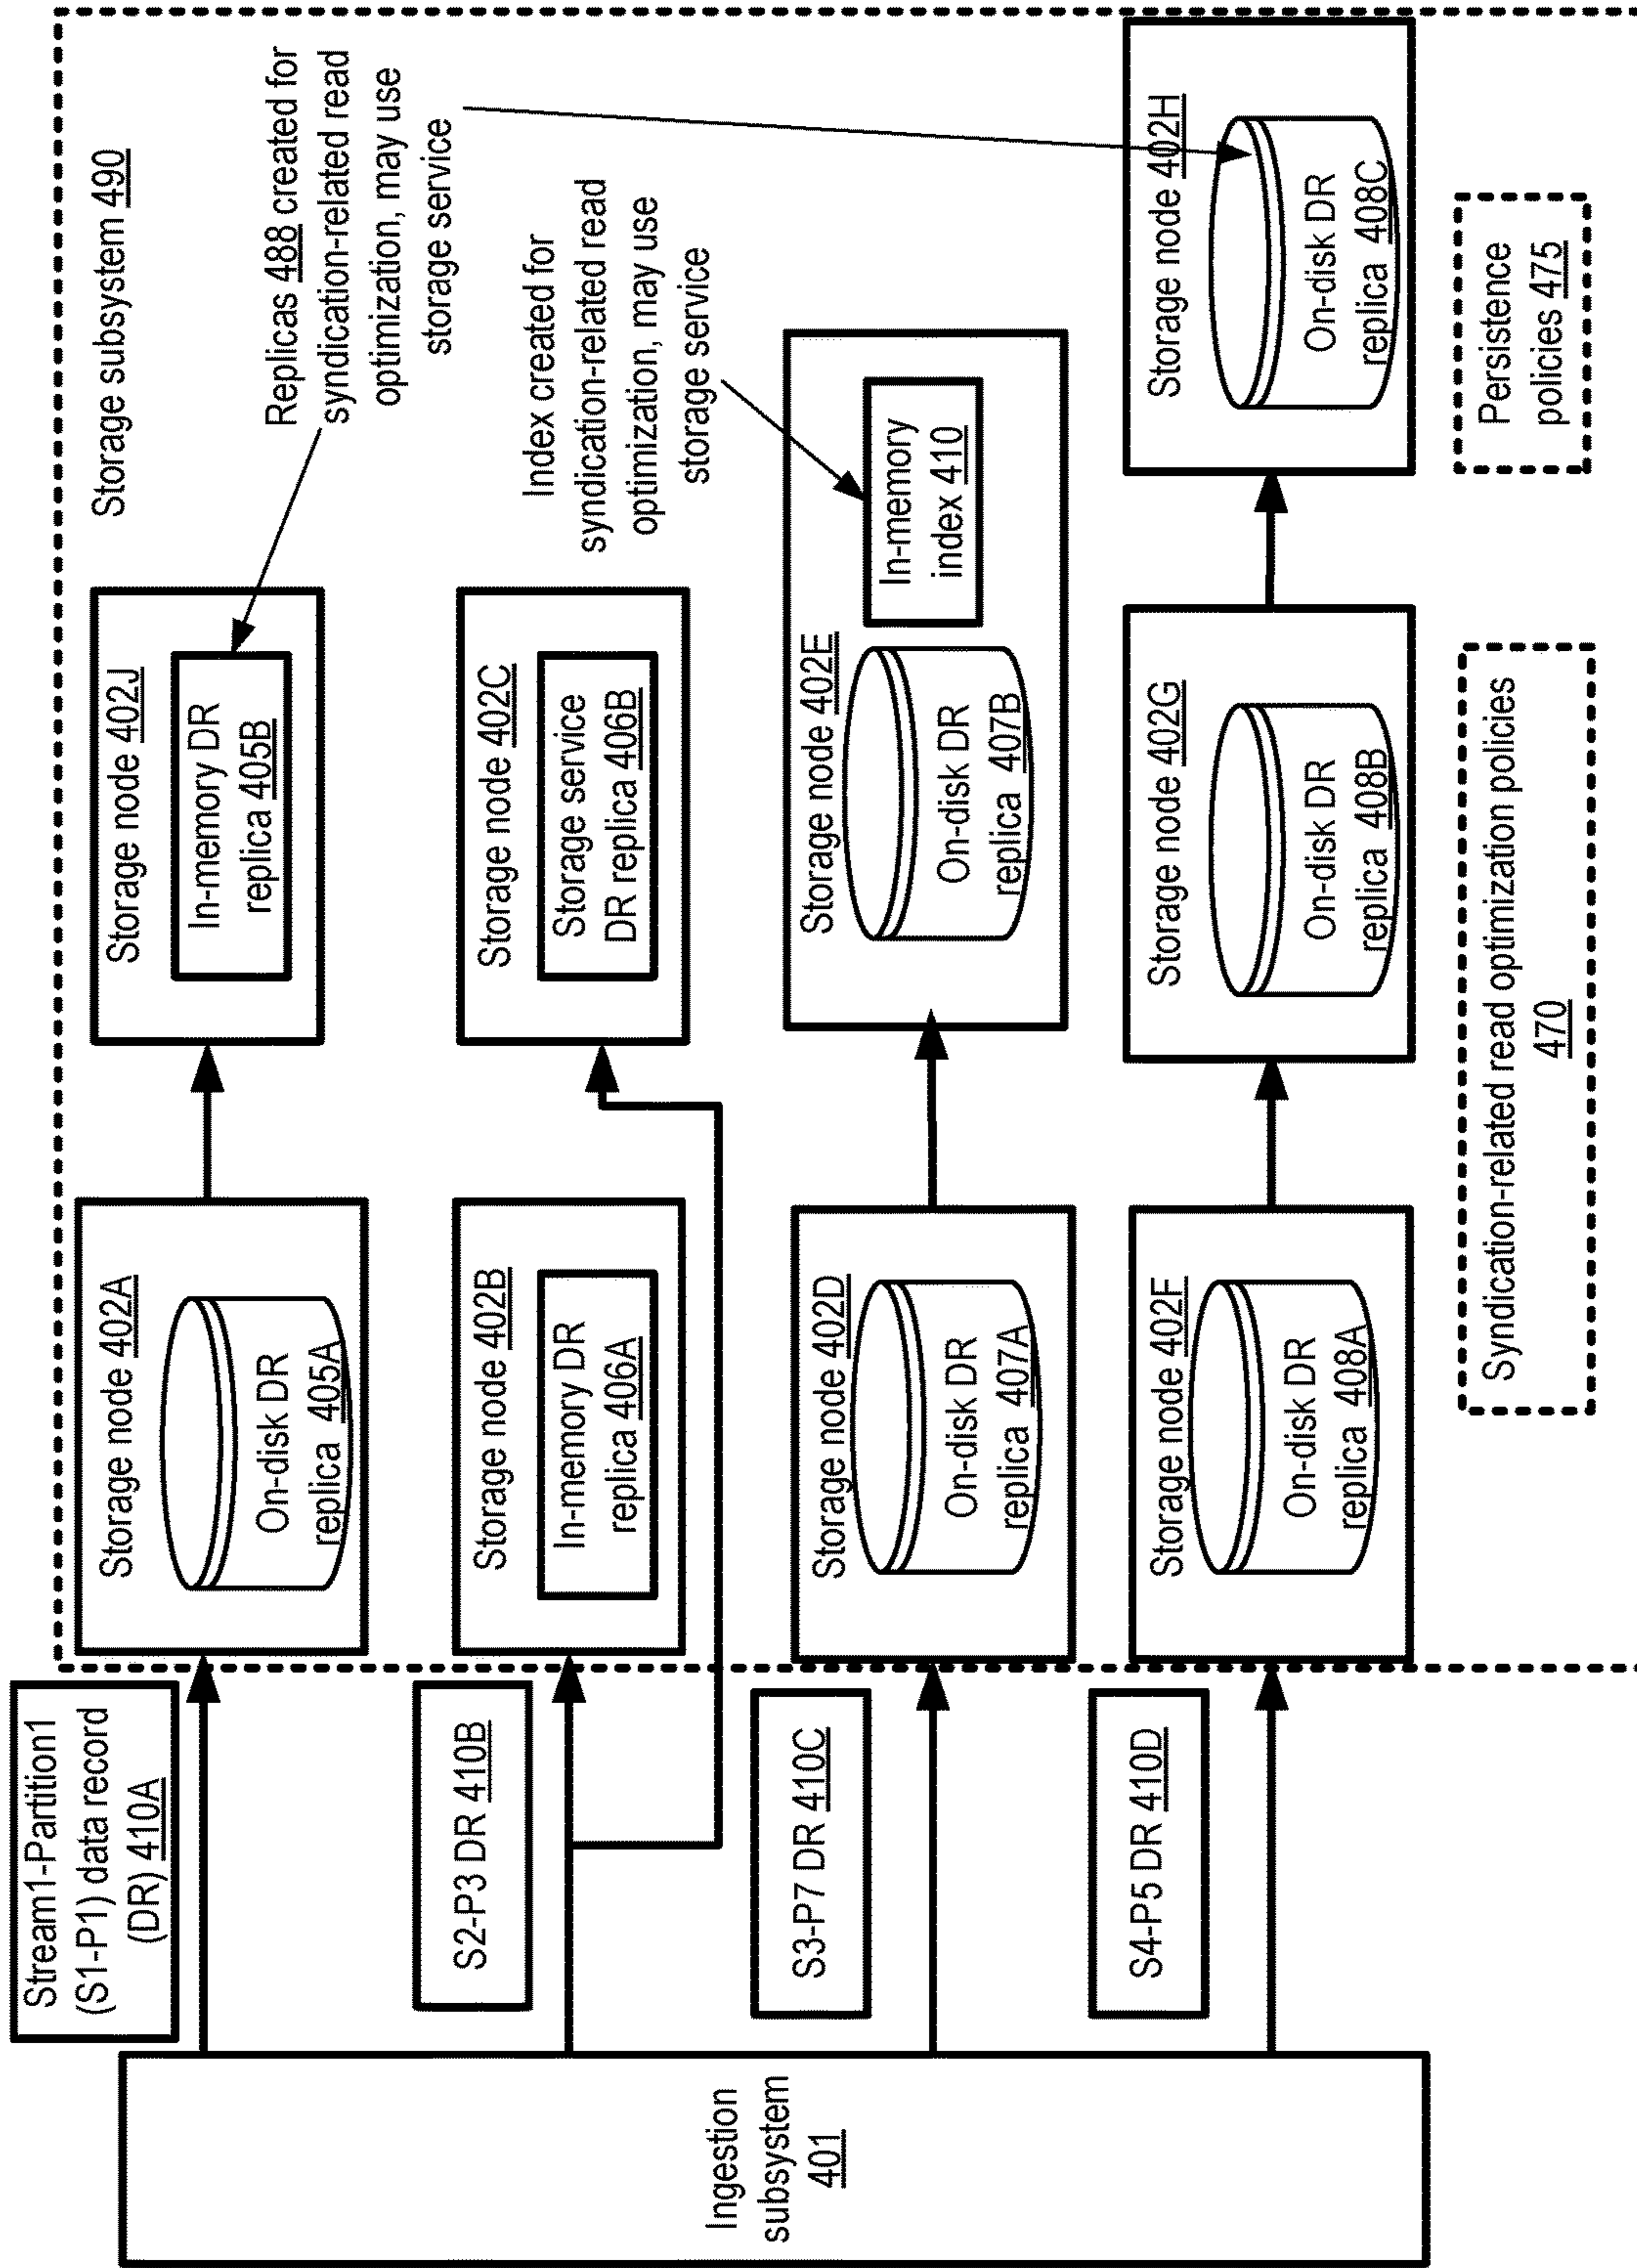 Ingestion
subsystem
401
Stream1-Partition1
(S1-P1) data record
(DR) 410A
S2-P3 DR 410B
S3-P7 DR 410C
S4-P5 DR 410D
Storage subsystem 490
Storage node 402A
On-disk DR
replica 405A
Storage node 402J
In-memory DR
replica 405B
Replicas 488 created for
syndication-related read
optimization, may use
storage service
Storage node 402B
In-memory DR
replica 406A
Storage node 402C
Storage service
DR replica 406B
Index created for
syndication-related read
optimization, may use
storage service
Storage node 402D
On-disk DR
replica 407A
Storage node 402E
On-disk DR
replica 407B
In-memory
index 410
Storage node 402F
On-disk DR
replica 408A
Storage node 402G
On-disk DR
replica 408B
Storage node 402H
On-disk DR
replica 408C
Syndication-related read optimization policies
470
Persistence
policies 475